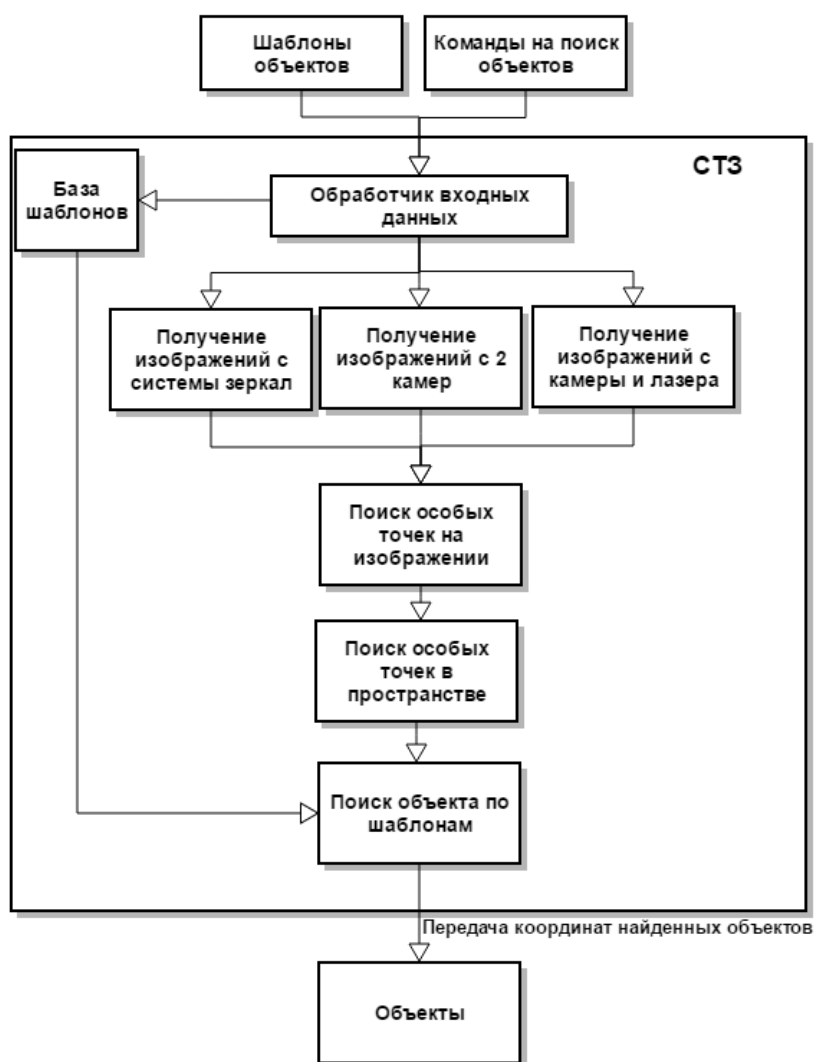 Шаблоны
объектов
Команды на поиск
объектов
СТЗ
База
шаблонов
Обработчик входных
данных
Получение
изображений с
системы зеркал
Получение
изображений с 2
камер
Получение
изображений с
камеры и лазера
Поиск особых
точек на
изображении
Поиск особых
точек в
пространстве
Поиск объекта по
шаблонам
Передача координат найденных объектов
Объекты